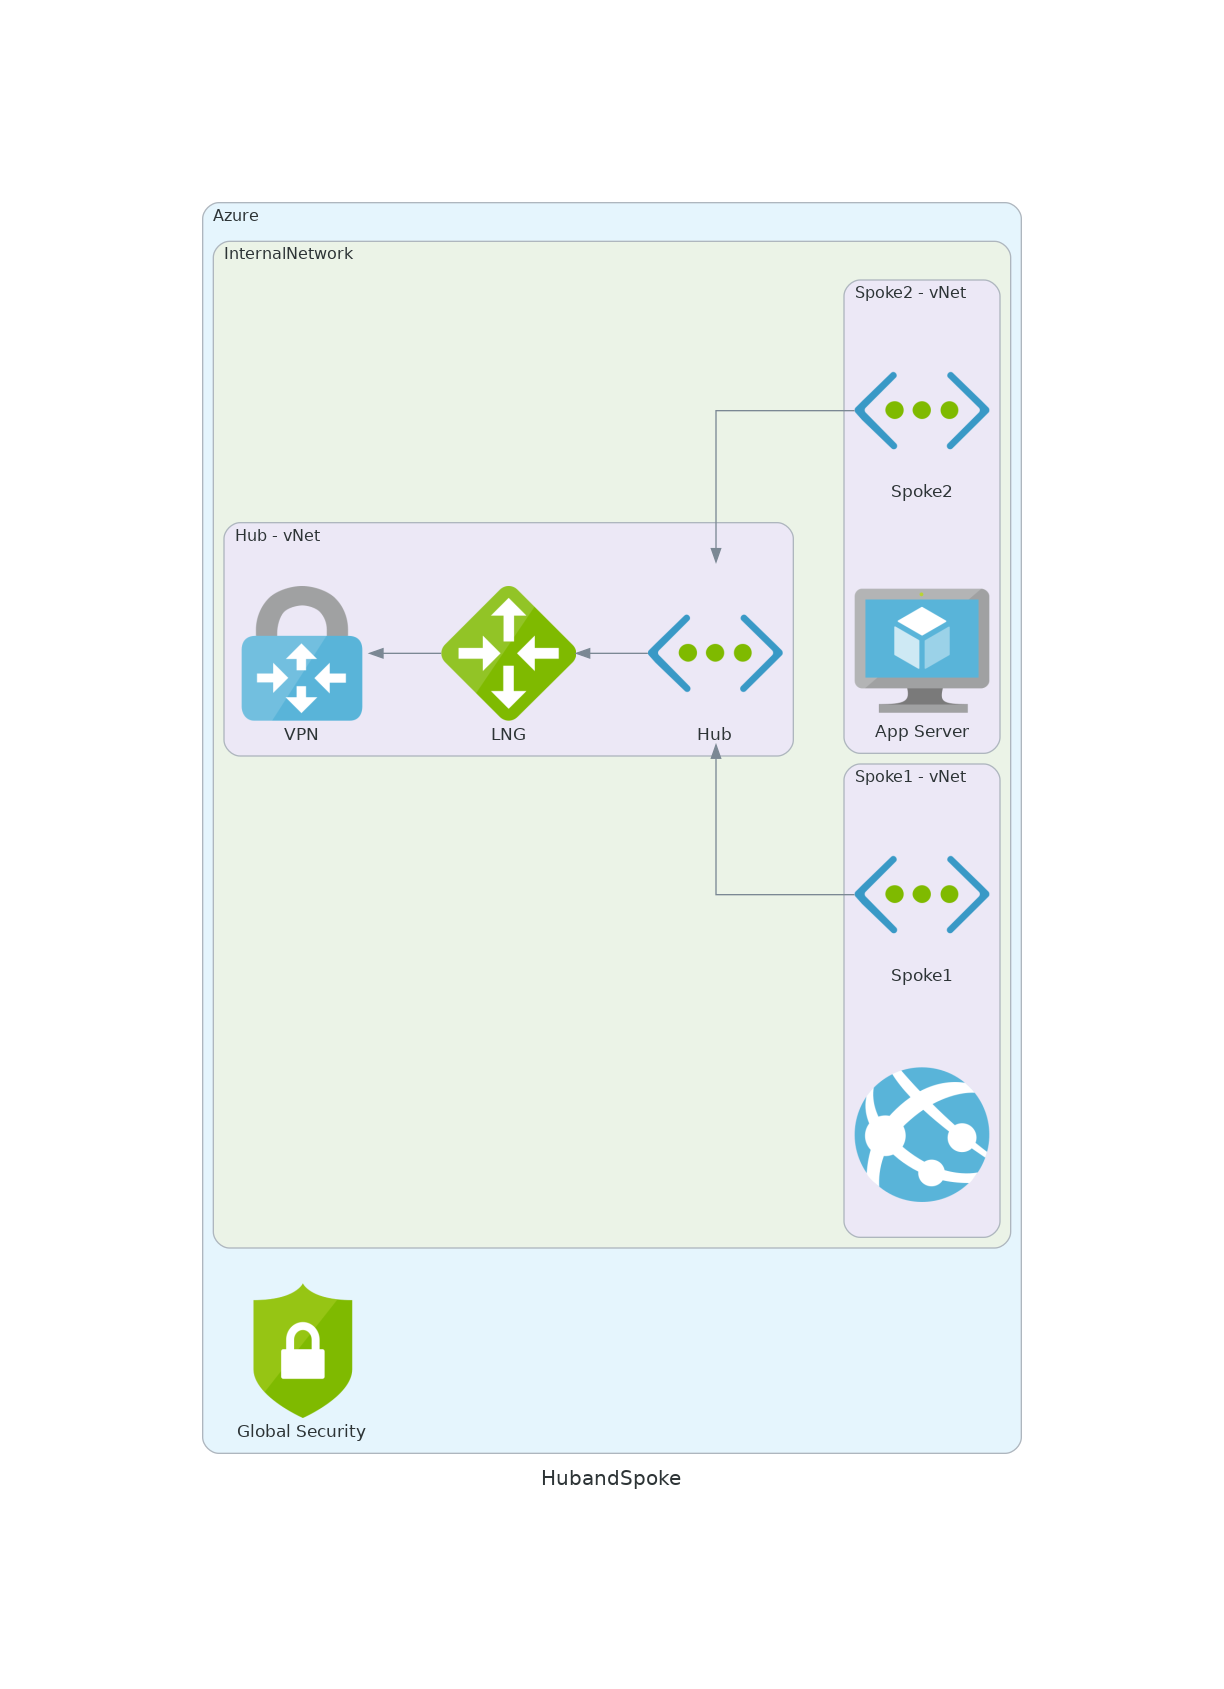 Azure
InternalNetwork
Spoke2 - vNet
Spoke2
Hub - vNet
VPN
LNG
Hub
App Server
Spoke1 - vNet
Spoke1
Global Security
HubandSpoke